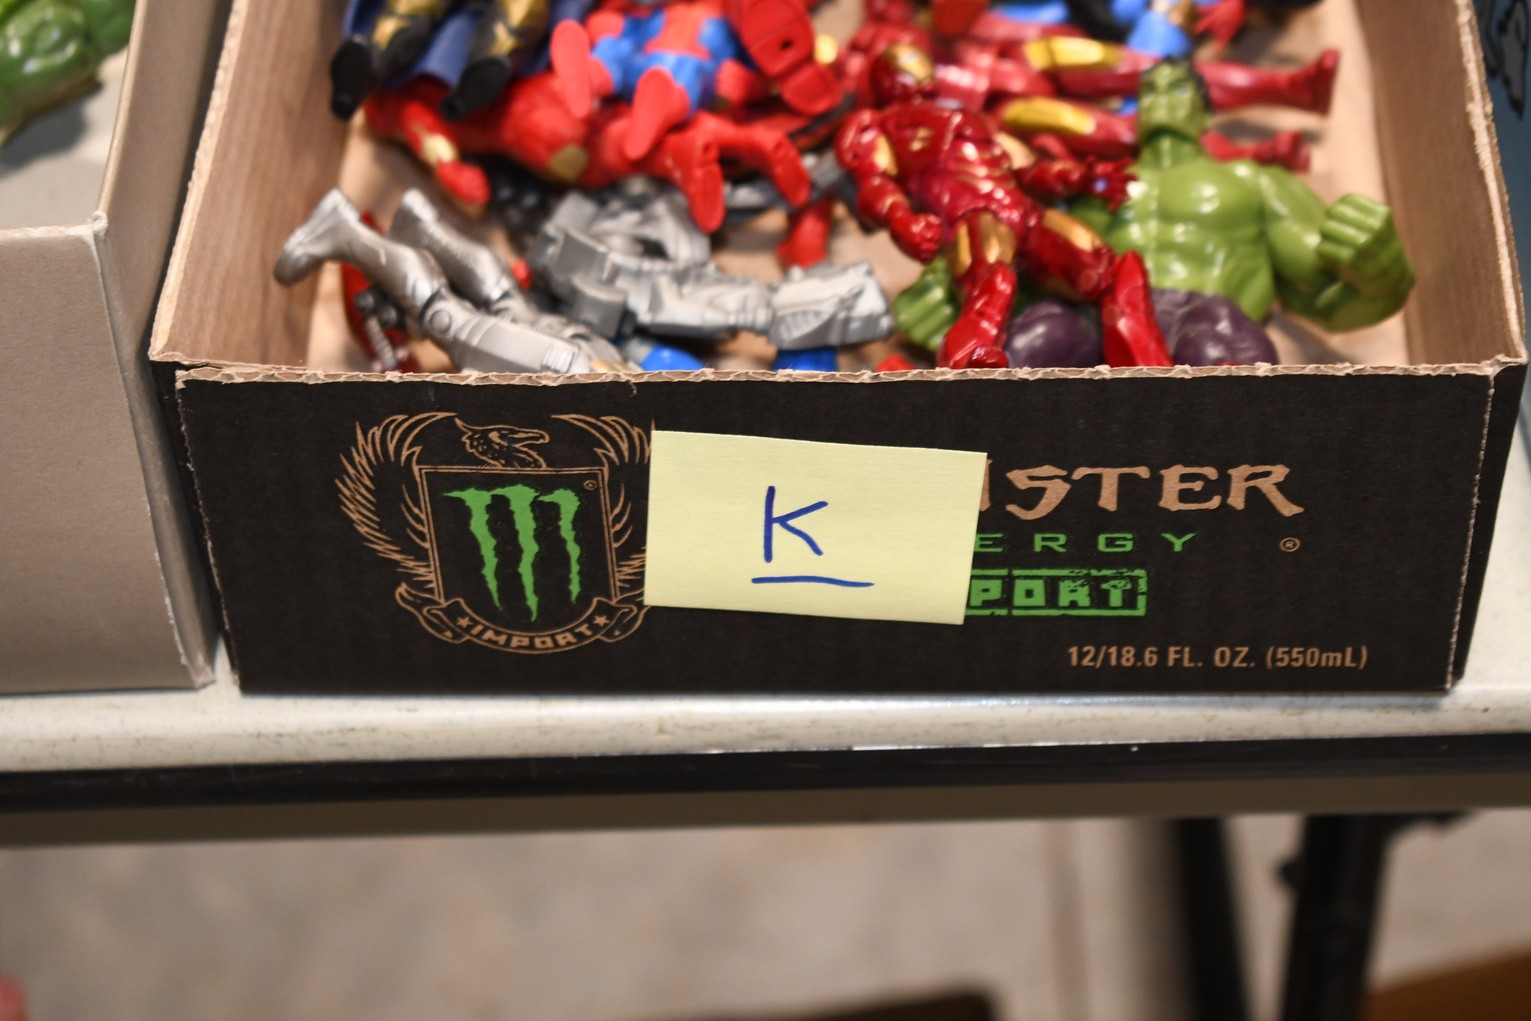 K
STER
ERGY ®
PORT
®
IMPORT
12/18.6 FL. OZ. (550mL)